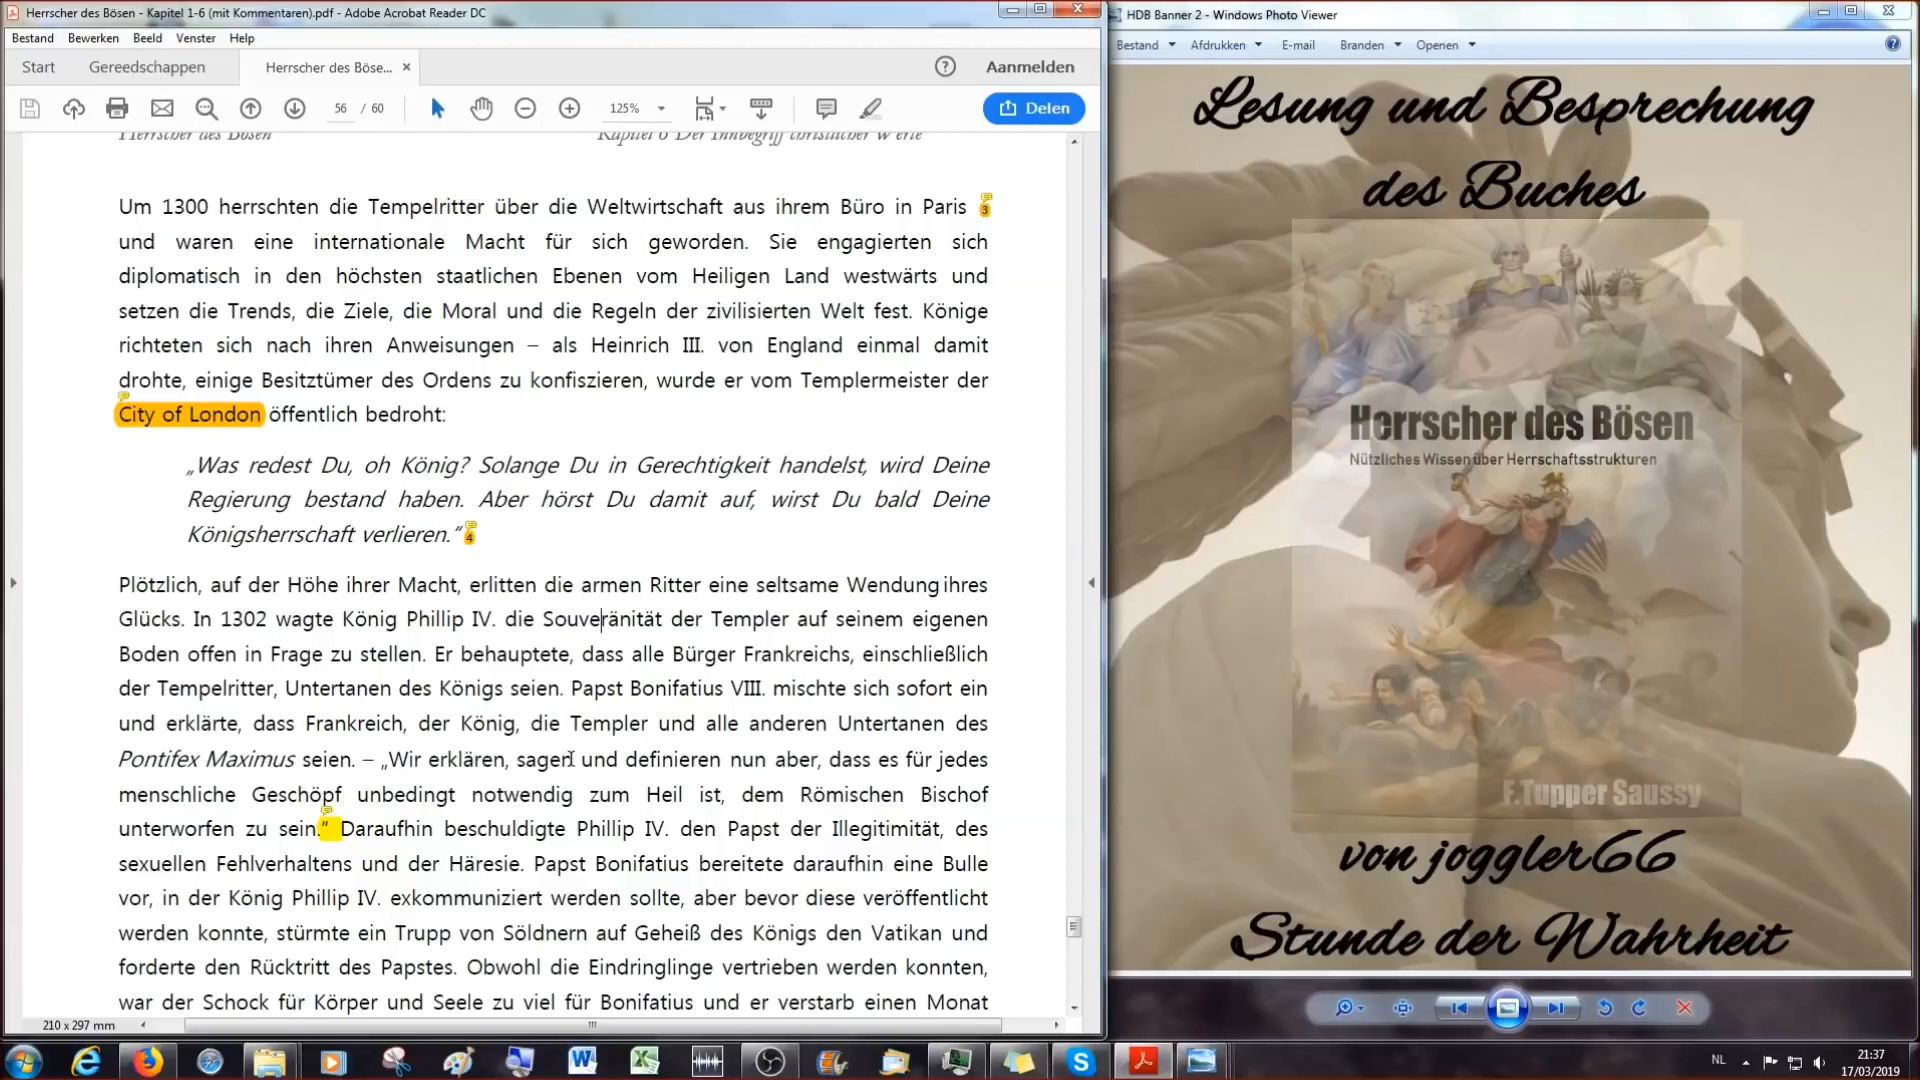 Herrscher des Bösen - Kapitel 1-6 (mit Kommentaren).pdf - Adobe Acrobat Reader DC
Bestand Bewerken Beeld Venster Help
Start Gereedschappen Herrscher des Böse... Aanmelden
56 / 60 125% Delen
Herrscher des Bösen Kapitel 6 Der Innbegriff christlicher Werte
Um 1300 herrschten die Tempelritter über die Weltwirtschaft aus ihrem Büro in Paris 3
und waren eine internationale Macht für sich geworden. Sie engagierten sich
diplomatisch in den höchsten staatlichen Ebenen vom Heiligen Land westwärts und
setzen die Trends, die Ziele, die Moral und die Regeln der zivilisierten Welt fest. Könige
richteten sich nach ihren Anweisungen – als Heinrich III. von England einmal damit
drohte, einige Besitztümer des Ordens zu konfiszieren, wurde er vom Templermeister der
City of London öffentlich bedroht:
„Was redest Du, oh König? Solange Du in Gerechtigkeit handelst, wird Deine
Regierung bestand haben. Aber hörst Du damit auf, wirst Du bald Deine
Königsherrschaft verlieren.“ 4
Plötzlich, auf der Höhe ihrer Macht, erlitten die armen Ritter eine seltsame Wendung ihres
Glücks. In 1302 wagte König Phillip IV. die Souveränität der Templer auf seinem eigenen
Boden offen in Frage zu stellen. Er behauptete, dass alle Bürger Frankreichs, einschließlich
der Tempelritter, Untertanen des Königs seien. Papst Bonifatius VIII. mischte sich sofort ein
und erklärte, dass Frankreich, der König, die Templer und alle anderen Untertanen des
Pontifex Maximus seien. – „Wir erklären, sagen und definieren nun aber, dass es für jedes
menschliche Geschöpf unbedingt notwendig zum Heil ist, dem Römischen Bischof
unterworfen zu sein.“ Daraufhin beschuldigte Phillip IV. den Papst der Illegitimität, des
sexuellen Fehlverhaltens und der Häresie. Papst Bonifatius bereitete daraufhin eine Bulle
vor, in der König Phillip IV. exkommuniziert werden sollte, aber bevor diese veröffentlicht
werden konnte, stürmte ein Trupp von Söldnern auf Geheiß des Königs den Vatikan und
forderte den Rücktritt des Papstes. Obwohl die Eindringlinge vertrieben werden konnten,
war der Schock für Körper und Seele zu viel für Bonifatius und er verstarb einen Monat
210 x 297 mm
HDB Banner 2 - Windows Photo Viewer
Bestand Afdrukken E-mail Branden Openen
Lesung und Besprechung
des Buches
Herrscher des Bösen
Nützliches Wissen über Herrschaftsstrukturen
F.Tupper Saussy
von joggler66
Stunde der Wahrheit
NL
21:37
17/03/2019